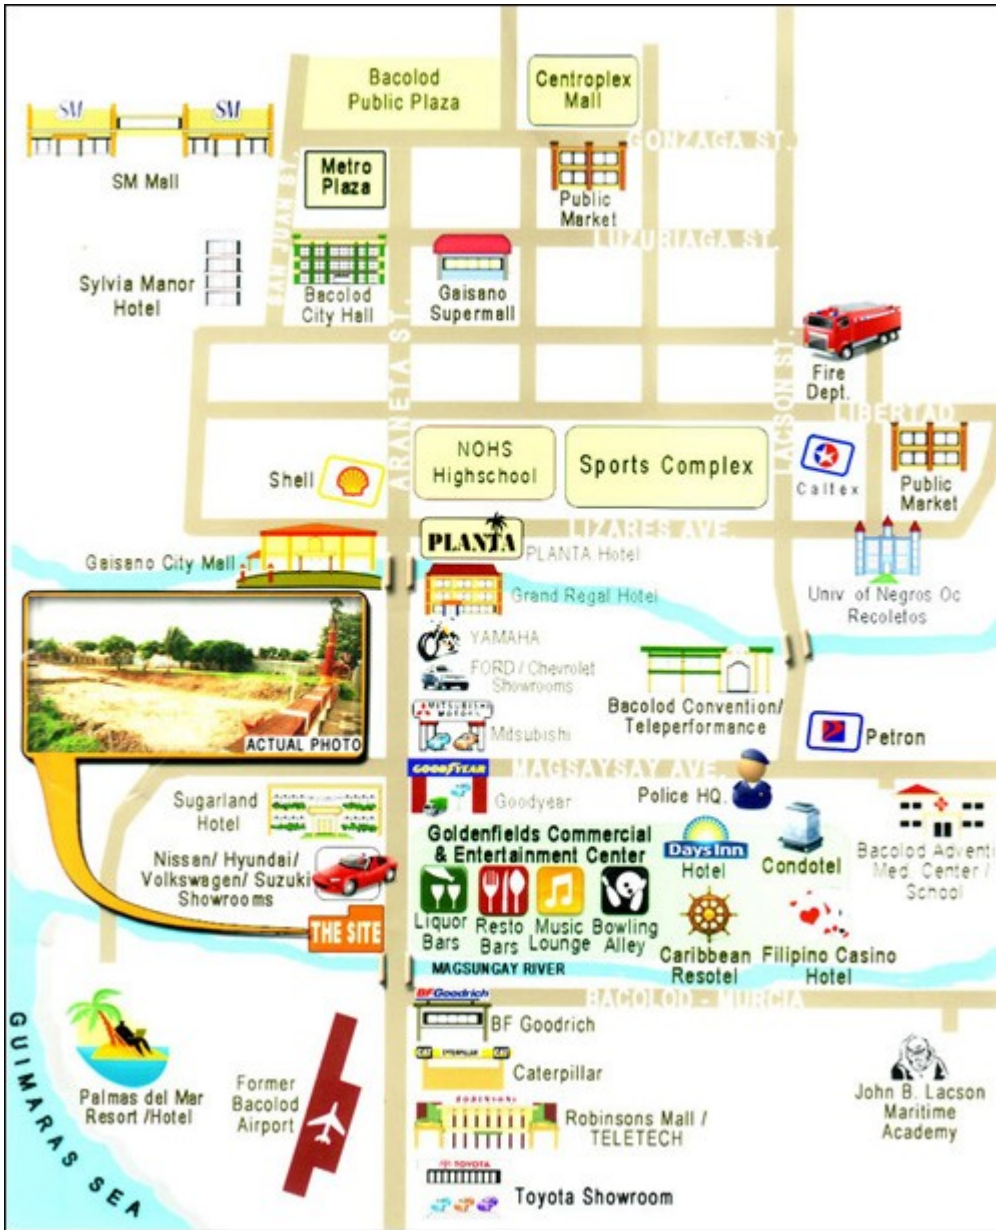 Bacolod
Public Plaza
Centroplex
Mall
SM
SM
SM Mall
GONZAGA ST.
SAN JUAN ST.
Metro
Plaza
Public
Market
LUZURIAGA ST.
Sylvia Manor
Hotel
Bacolod
City Hall
Gaisano
Supermall
ARANETA ST.
LACSON ST.
Fire
Dept.
LIBERTAD
Shell
NOHS
Highschool
Sports Complex
Caltex
Public
Market
LIZARES AVE.
Gaisano City Mall
PLANTA
PLANTA Hotel
Grand Regal Hotel
Univ. of Negros Oc
Recoletos
YAMAHA
FORD / Chevrolet
Showrooms
ACTUAL PHOTO
MITSUBISHI
MOTORS
Mitsubishi
Bacolod Convention/
Teleperformance
Petron
MAGSAYSAY AVE.
GOODYEAR
Goodyear
Police HQ.
Sugarland
Hotel
Goldenfields Commercial
& Entertainment Center
Days Inn
Hotel
Condotel
Bacolod Adventi
Med. Center /
School
Nissan/ Hyundai/
Volkswagen/ Suzuki
Showrooms
THE SITE
Liquor
Bars
Resto
Bars
Music
Lounge
Bowling
Alley
Caribbean
Resotel
Filipino Casino
Hotel
MAGSUNGAY RIVER
BACOLOD - MURCIA
BFGoodrich
BF Goodrich
GUIMARAS SEA
Palmas del Mar
Resort /Hotel
Former
Bacolod
Airport
CAT
CATERPILLAR
CAT
Caterpillar
ROBINSONS
Robinsons Mall /
TELETECH
John B. Lacson
Maritime
Academy
TOYOTA
Toyota Showroom